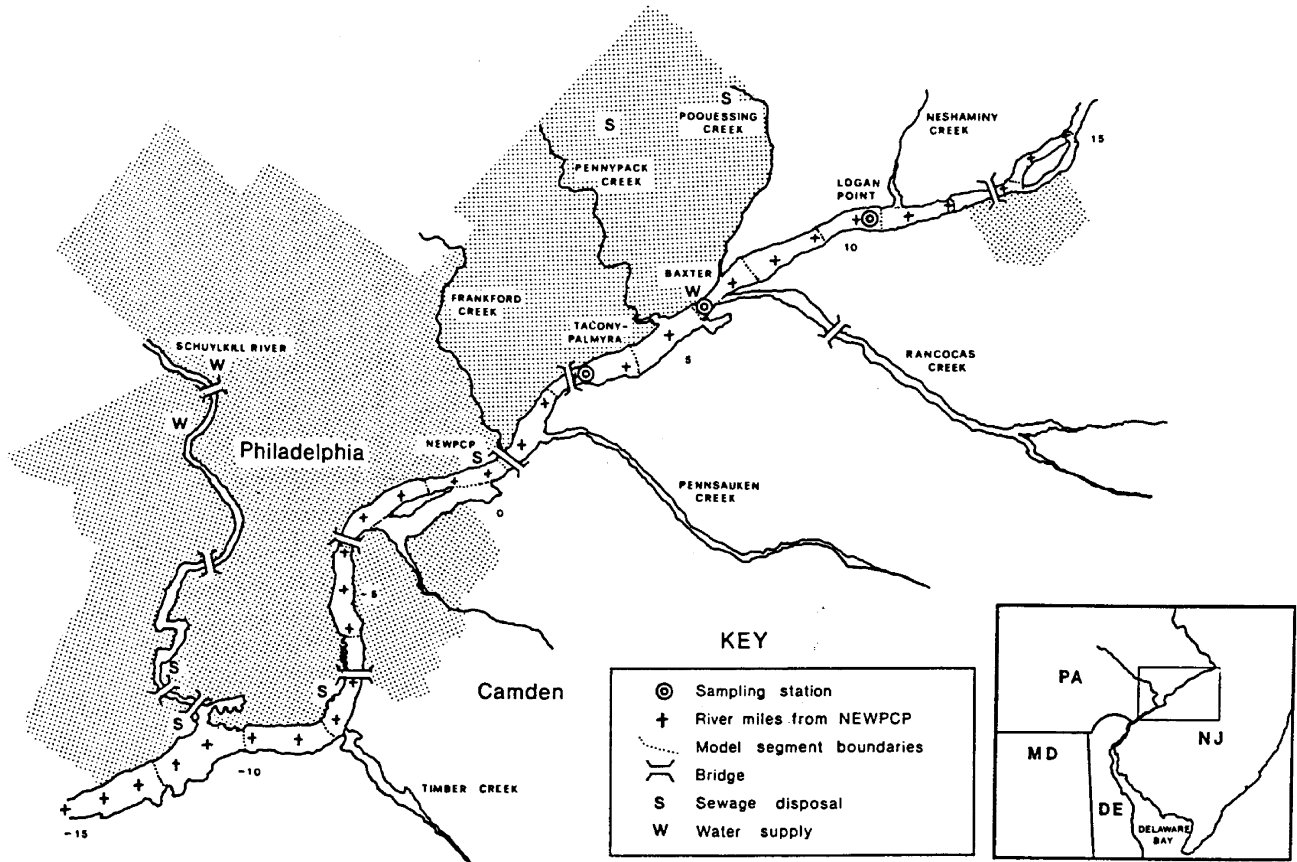 S
POQUESSING
CREEK
S
NESHAMINY
CREEK
15
PENNYPACK
CREEK
LOGAN
POINT
10
BAXTER
W
FRANKFORD
CREEK
TACONY-
PALMYRA
5
RANCOCAS
CREEK
SCHUYLKILL RIVER
W
W
Philadelphia
NEWPCP
S
0
PENNSAUKEN
CREEK
-5
S
S
S
Camden
-10
-15
TIMBER CREEK
KEY
Sampling station
River miles from NEWPCP
Model segment boundaries
Bridge
S Sewage disposal
W Water supply
PA
NJ
MD
DE
DELAWARE
BAY